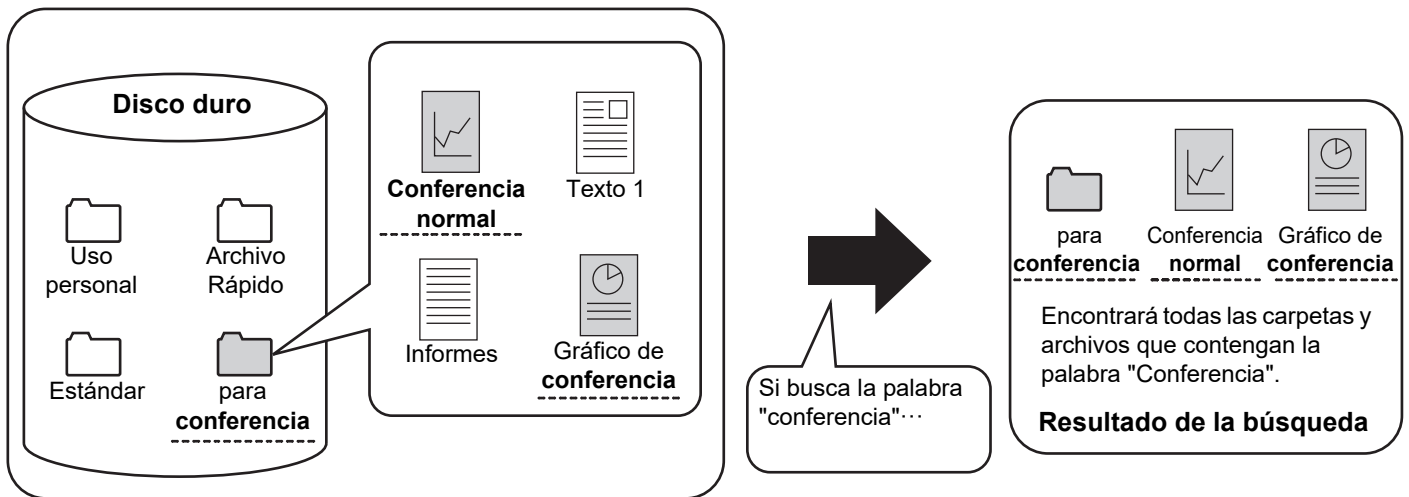 Disco duro
Uso
personal
Archivo
Rápido
Estándar
para
conferencia
Conferencia
normal
Texto 1
Informes
Gráfico de
conferencia
Si busca la palabra
"conferencia"···
para
conferencia
Conferencia
normal
Gráfico de
conferencia
Encontrará todas las carpetas y
archivos que contengan la
palabra "Conferencia".
Resultado de la búsqueda